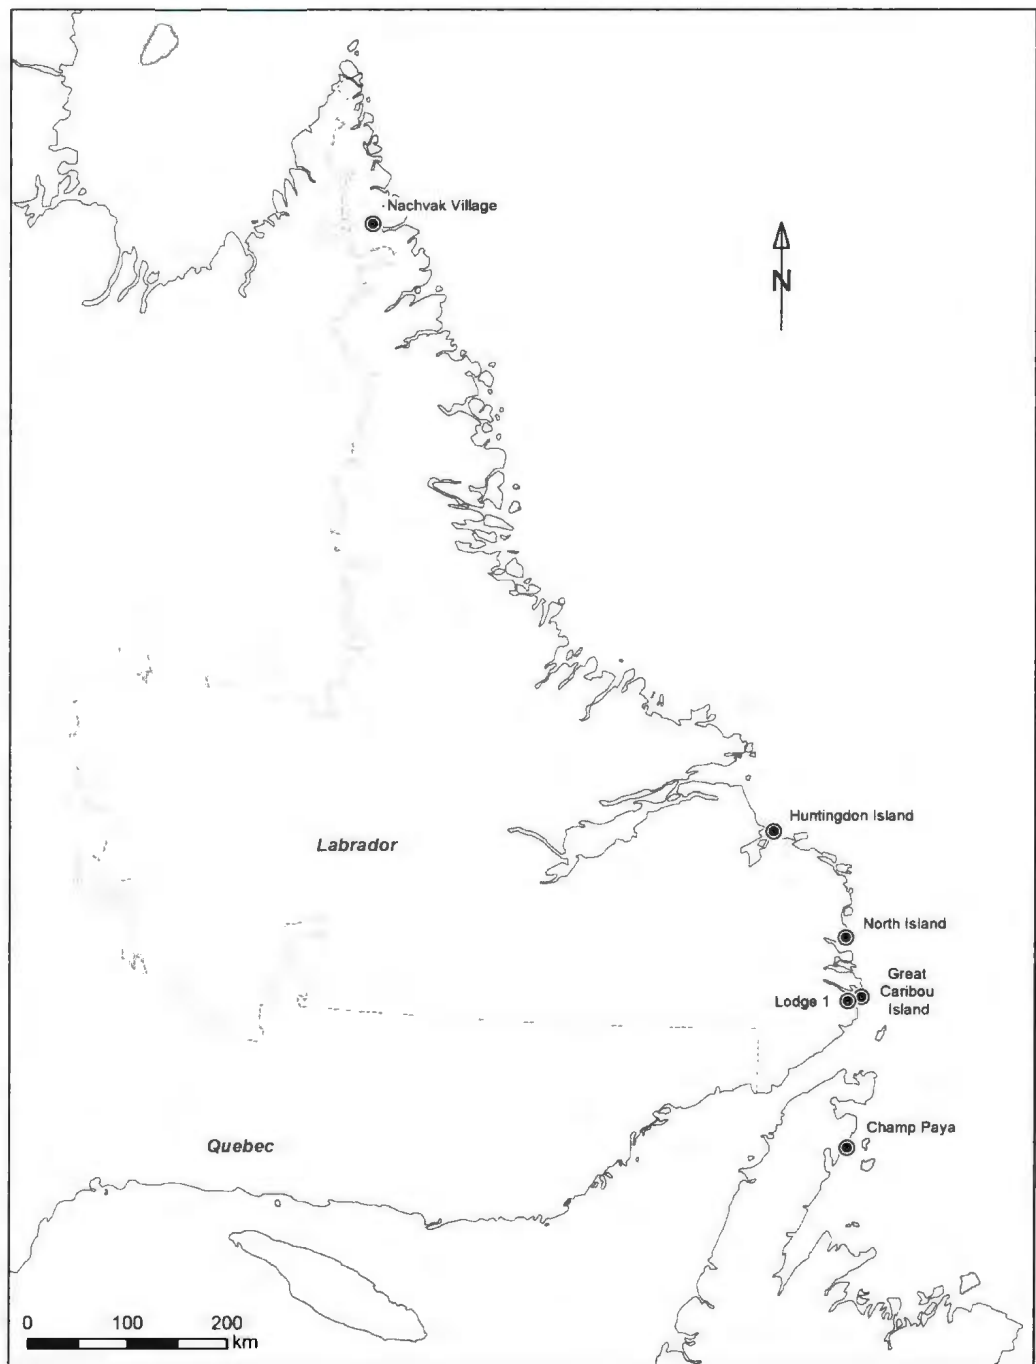 Nachvak Village
N
Huntingdon Island
Labrador
North Island
Great
Caribou
Island
Lodge 1
Champ Paya
Quebec
0 100 200
km